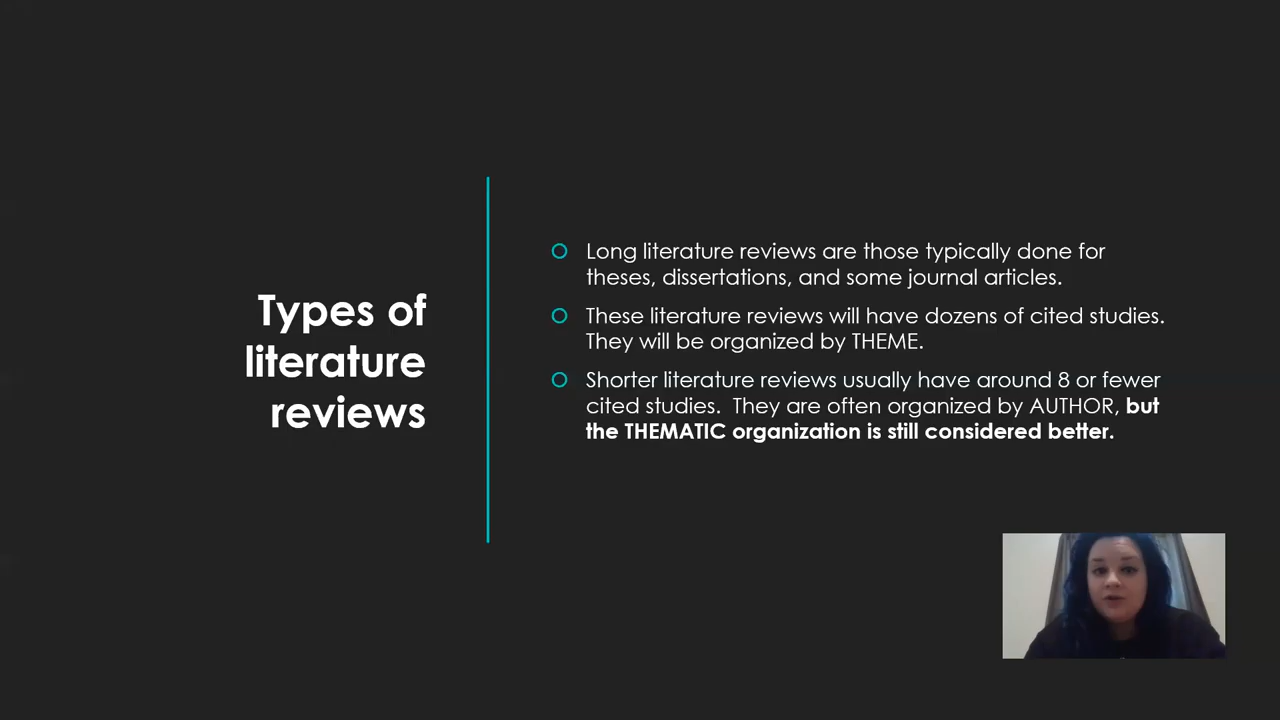 Types of
literature
reviews
Long literature reviews are those typically done for
theses, dissertations, and some journal articles.
These literature reviews will have dozens of cited studies.
They will be organized by THEME.
Shorter literature reviews usually have around 8 or fewer
cited studies.  They are often organized by AUTHOR, but
the THEMATIC organization is still considered better.